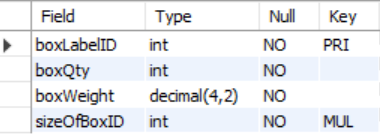 Field Type Null Key
boxLabelID int NO PRI
boxQty int NO
boxWeight decimal(4,2) NO
sizeOfBoxID int NO MUL